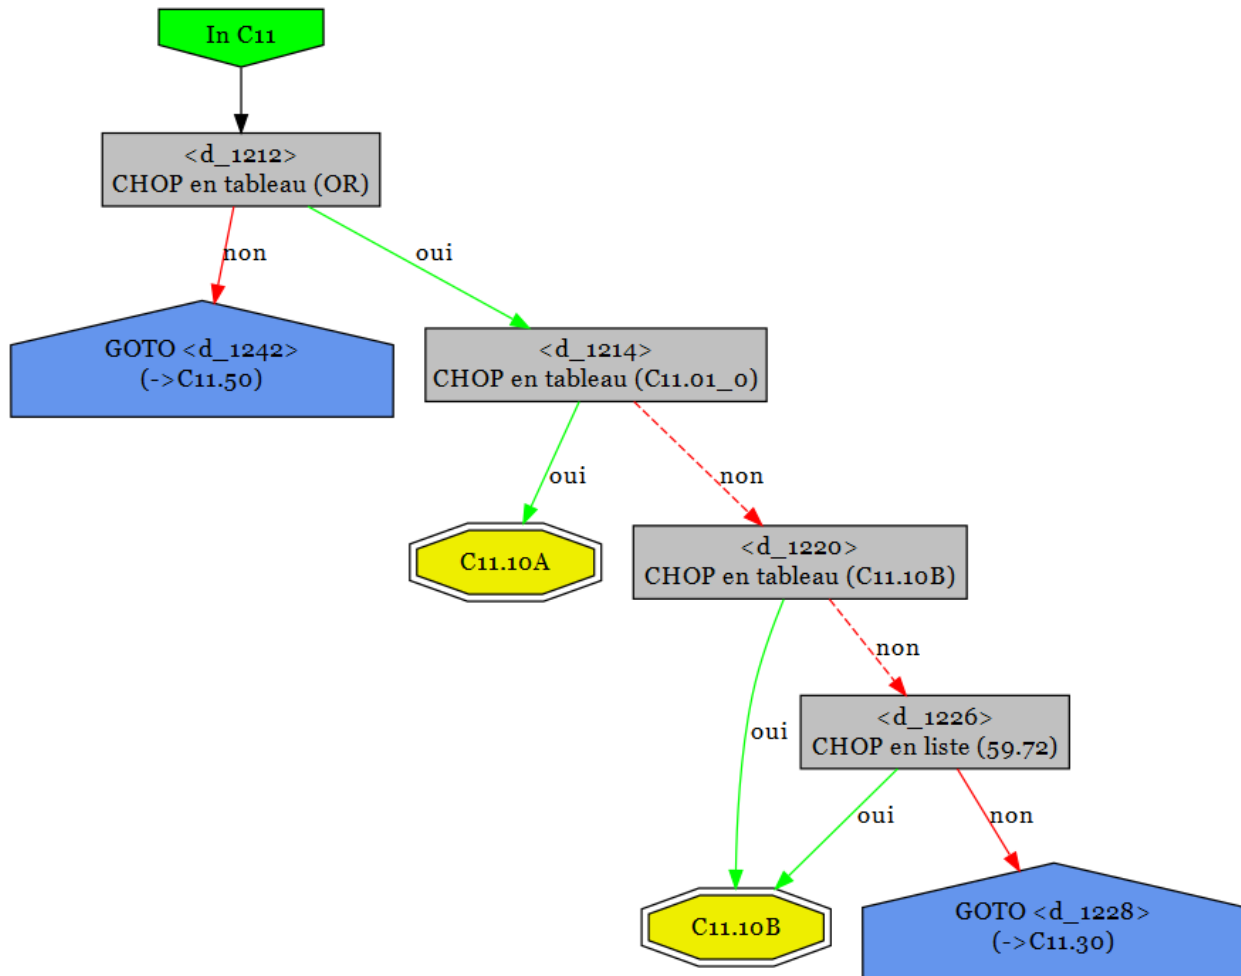 In C11
<d_1212>
CHOP en tableau (OR)
non
oui
GOTO <d_1242>
(->C11.50)
<d_1214>
CHOP en tableau (C11.01_0)
oui
non
C11.10A
<d_1220>
CHOP en tableau (C11.10B)
non
oui
<d_1226>
CHOP en liste (59.72)
oui
non
C11.10B
GOTO <d_1228>
(->C11.30)